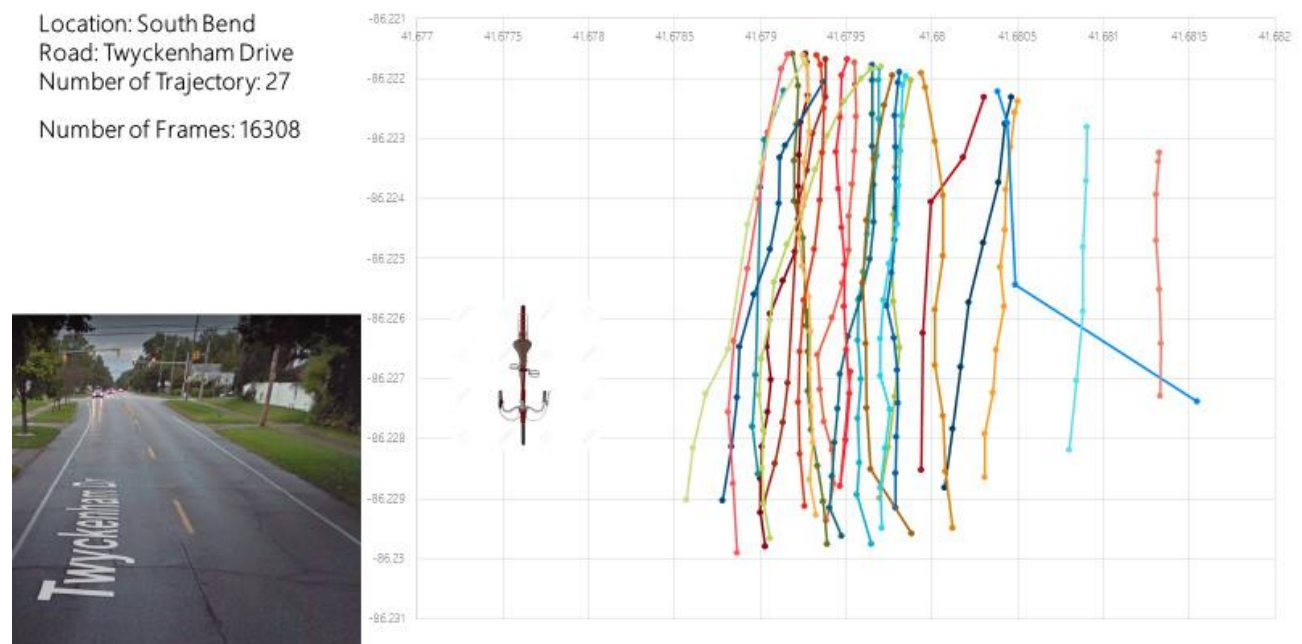 Location: South Bend
Road: Twyckenham Drive
Number of Trajectory: 27
Number of Frames: 16308
-86.221
41.677 41.6775 41.678 41.6785 41.679 41.6795 41.68 41.6805 41.681 41.6815 41.682
-86.222
-86.223
-86.224
-86.225
-86.226
-86.227
-86.228
-86.229
-86.23
-86.231
Twyckenham Dr